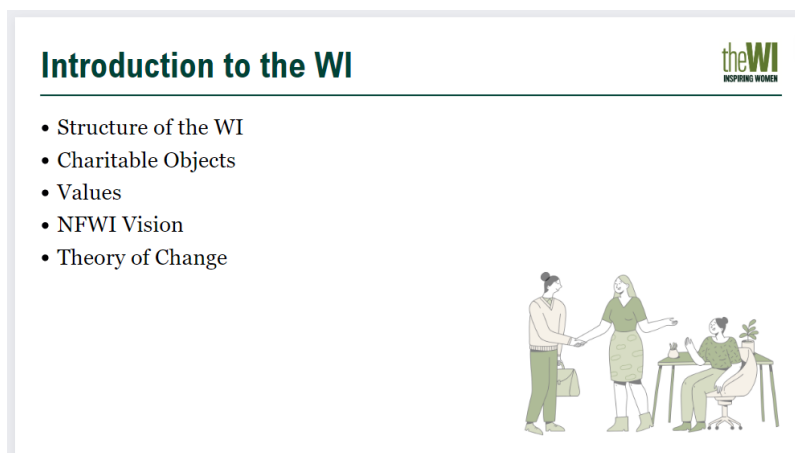 Introduction to the WI
theWI
INSPIRING WOMEN
• Structure of the WI
• Charitable Objects
• Values
• NFWI Vision
• Theory of Change